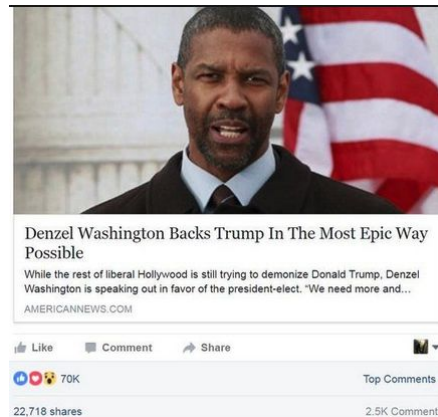 Denzel Washington Backs Trump In The Most Epic Way
Possible
While the rest of liberal Hollywood is still trying to demonize Donald Trump, Denzel
Washington is speaking out in favor of the president-elect. "We need more and...
AMERICANNEWS.COM
Like Comment Share
70K Top Comments
22,718 shares 2.5K Comment